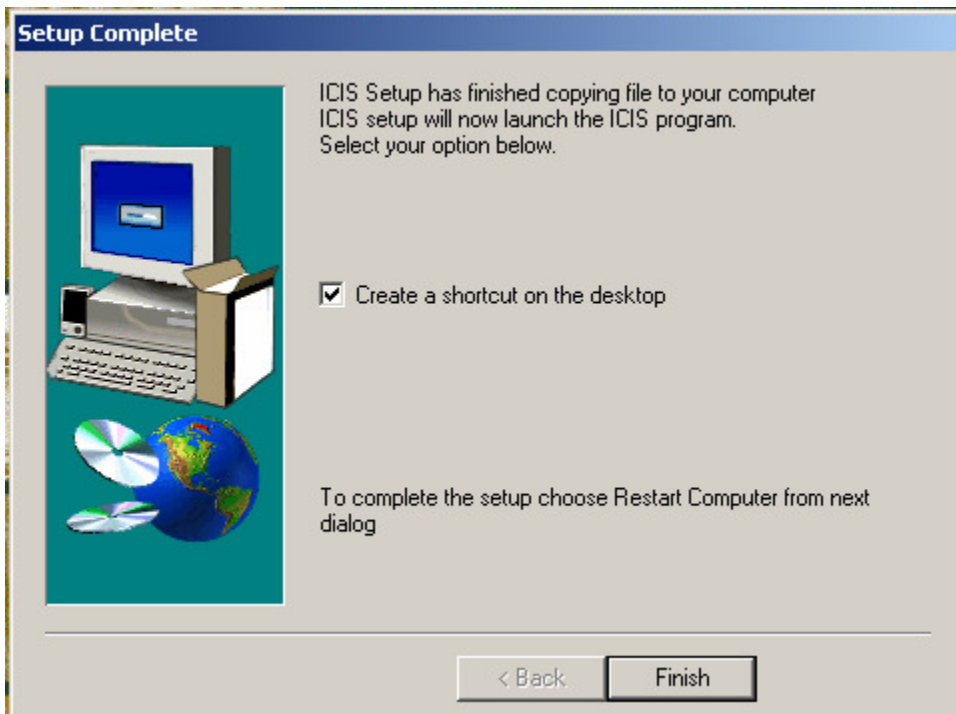 Setup Complete
ICIS Setup has finished copying file to your computer
ICIS setup will now launch the ICIS program.
Select your option below.
Create a shortcut on the desktop
To complete the setup choose Restart Computer from next
dialog
< Back
Finish